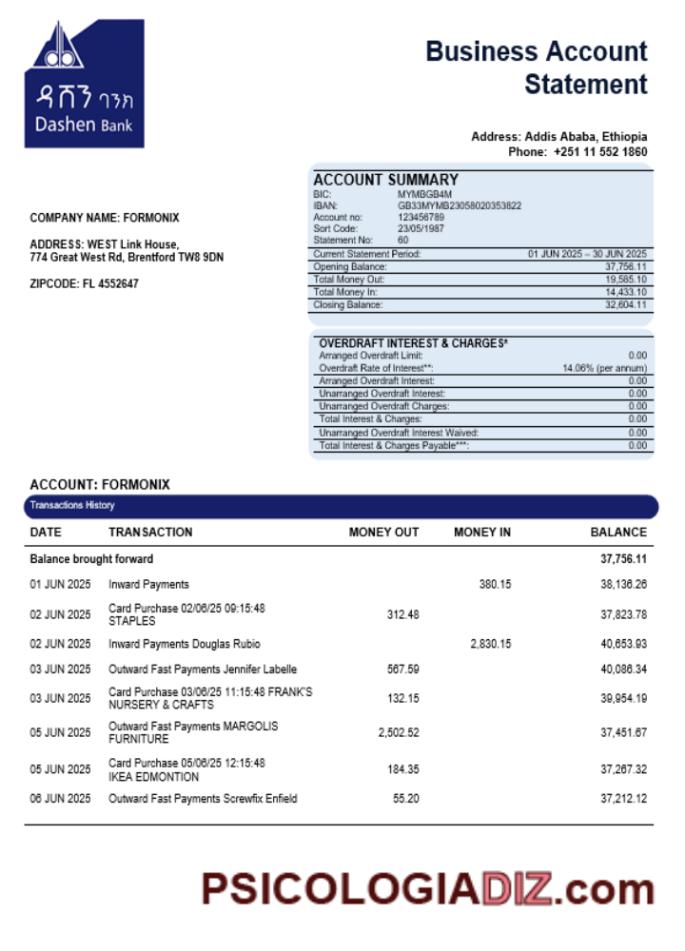 ዳሸን ባንክ
Dashen Bank
Business Account
Statement
Address: Addis Ababa, Ethiopia
Phone: +251 11 552 1860
COMPANY NAME: FORMONIX
ADDRESS: WEST Link House,
774 Great West Rd, Brentford TW8 9DN
ZIPCODE: FL 4552647
ACCOUNT SUMMARY
BIC: MYMBGB4M
IBAN: GB33MYMB23058020353822
Account no: 123456789
Sort Code: 23/05/1987
Statement No: 60
Current Statement Period: 01 JUN 2025 – 30 JUN 2025
Opening Balance: 37,756.11
Total Money Out: 19,585.10
Total Money In: 14,433.10
Closing Balance: 32,604.11
OVERDRAFT INTEREST & CHARGES*
Arranged Overdraft Limit: 0.00
Overdraft Rate of Interest**: 14.06% (per annum)
Arranged Overdraft Interest: 0.00
Unarranged Overdraft Interest: 0.00
Unarranged Overdraft Charges: 0.00
Total Interest & Charges: 0.00
Unarranged Overdraft Interest Waived: 0.00
Total Interest & Charges Payable***: 0.00
ACCOUNT: FORMONIX
Transactions History
DATE TRANSACTION MONEY OUT MONEY IN BALANCE
Balance brought forward 37,756.11
01 JUN 2025 Inward Payments 380.15 38,136.26
02 JUN 2025 Card Purchase 02/06/25 09:15:48 312.48 37,823.78
STAPLES
02 JUN 2025 Inward Payments Douglas Rubio 2,830.15 40,653.93
03 JUN 2025 Outward Fast Payments Jennifer Labelle 567.59 40,086.34
03 JUN 2025 Card Purchase 03/06/25 11:15:48 FRANK'S 132.15 39,954.19
NURSERY & CRAFTS
05 JUN 2025 Outward Fast Payments MARGOLIS 2,502.52 37,451.67
FURNITURE
05 JUN 2025 Card Purchase 05/06/25 12:15:48 184.35 37,267.32
IKEA EDMONTION
06 JUN 2025 Outward Fast Payments Screwfix Enfield 55.20 37,212.12
PSICOLOGIADIZ.com